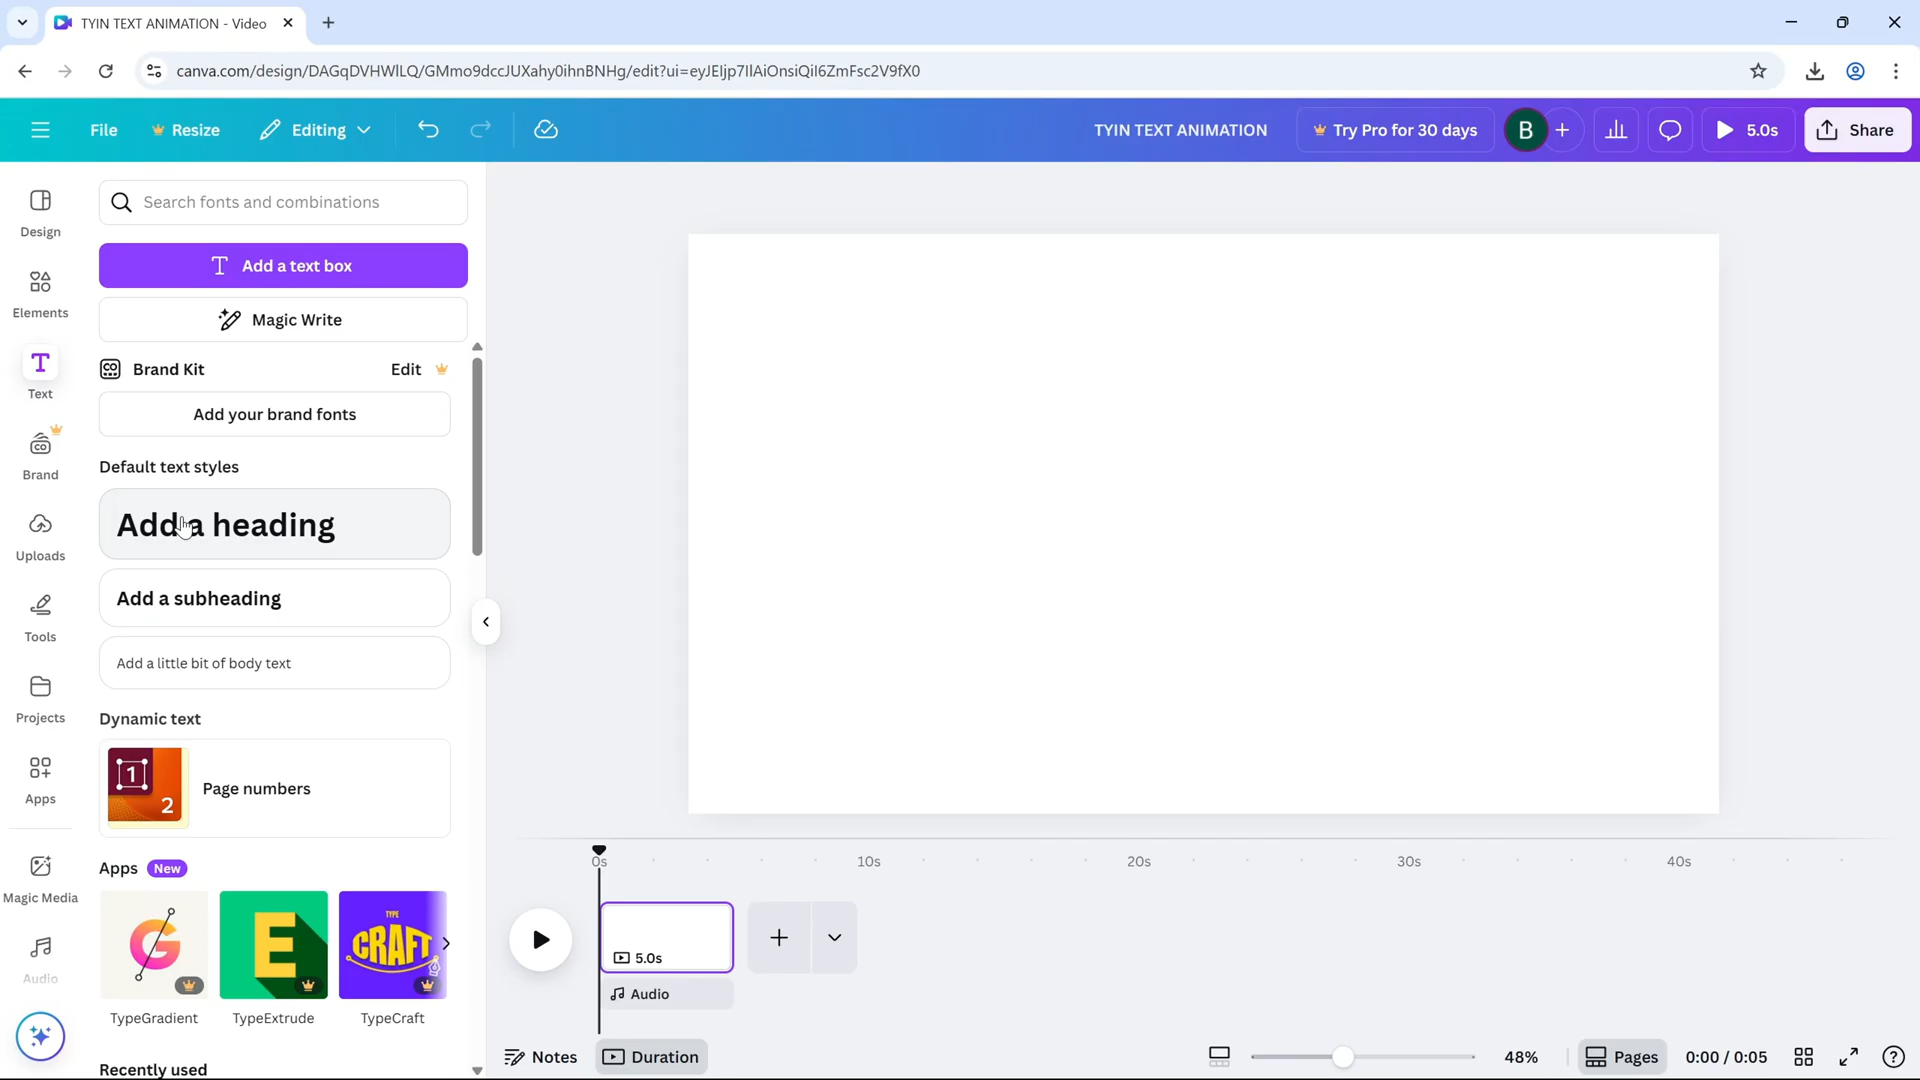 TYIN TEXT ANIMATION - Video
canva.com/design/DAGqDVHWlLQ/GMmo9dccJUXahy0ihnBNHg/edit?ui=eyJEIjp7IlAiOnsiQiI6ZmFsc2V9fX0
File
Resize
Editing
TYIN TEXT ANIMATION
Try Pro for 30 days
B
5.0s
Share
Design
Elements
Text
Brand
Uploads
Tools
Projects
Apps
Magic Media
Audio
Search fonts and combinations
Add a text box
Magic Write
Brand Kit
Edit
Add your brand fonts
Default text styles
Add a heading
Add a subheading
Add a little bit of body text
Dynamic text
1
2
Page numbers
Apps
New
G
E
TYPE
CRAFT
TypeGradient
TypeExtrude
TypeCraft
Recently used
0s
10s
20s
30s
40s
5.0s
Audio
Notes
Duration
48%
Pages
0:00 / 0:05